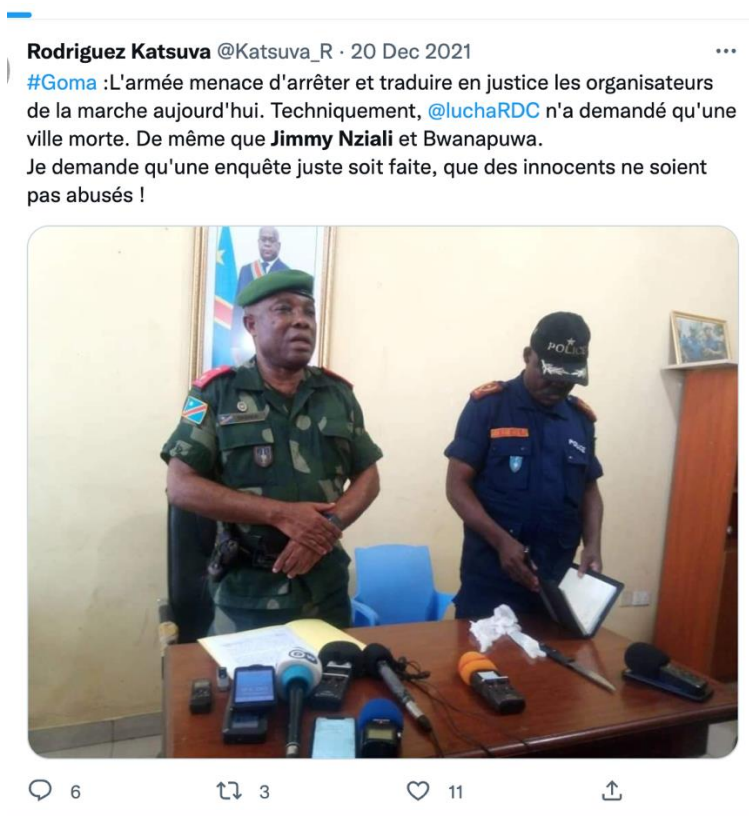 Rodriguez Katsuva @Katsuva_R · 20 Dec 2021
#Goma :L'armée menace d'arrêter et traduire en justice les organisateurs
de la marche aujourd'hui. Techniquement, @luchaRDC n'a demandé qu'une
ville morte. De même que Jimmy Nziali et Bwanapuwa.
Je demande qu'une enquête juste soit faite, que des innocents ne soient
pas abusés !
POLICE
6
3
11